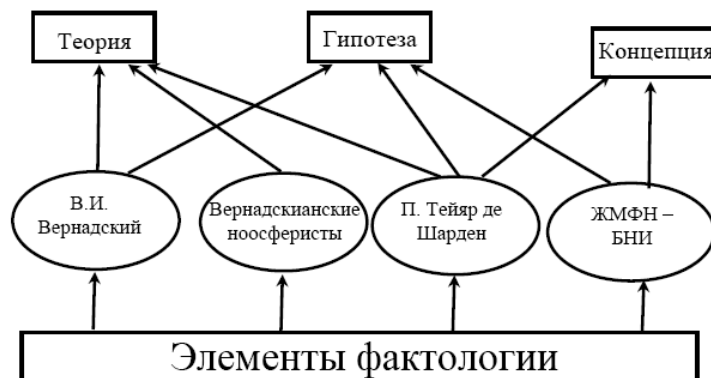 Теория
Гипотеза
Концепция
В.И.
Вернадский
Вернадскианские
ноосферисты
П. Тейяр де
Шарден
ЖМФН –
БНИ
Элементы фактологии